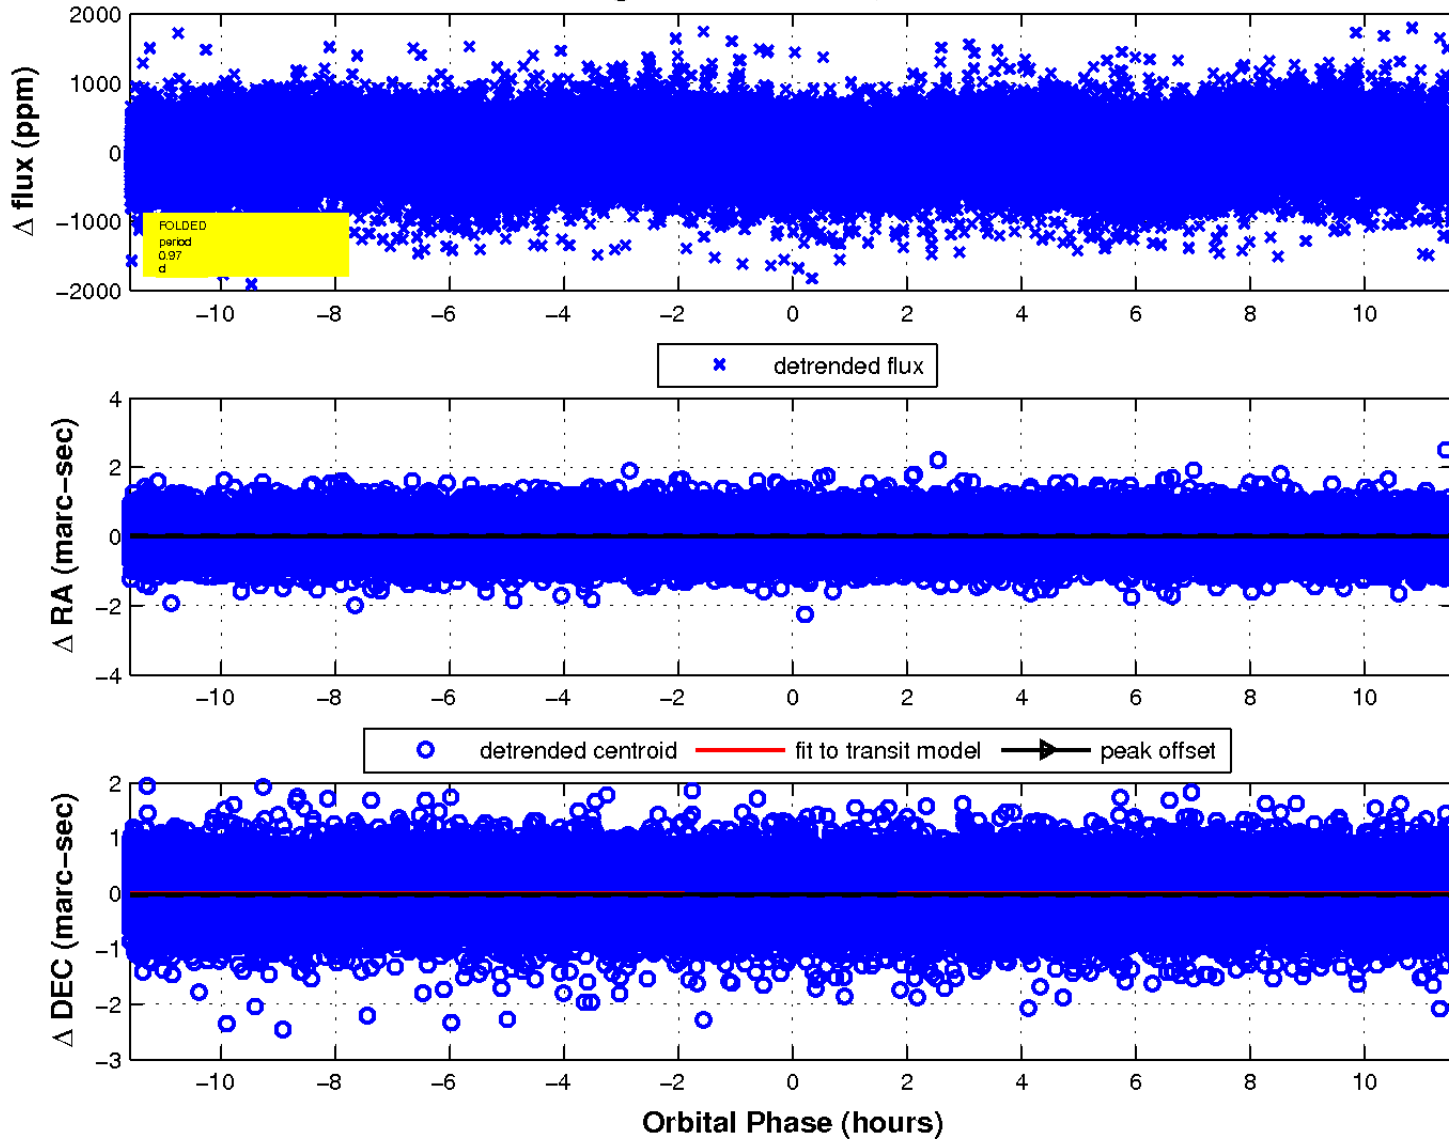 2000
1000
0
−1000
−2000
Δ flux (ppm)
FOLDED
period
0.97
d
−10 −8 −6 −4 −2 0 2 4 6 8 10
detrended flux
4
2
0
−2
−4
Δ RA (marc−sec)
−10 −8 −6 −4 −2 0 2 4 6 8 10
detrended centroid fit to transit model peak offset
2
1
0
−1
−2
−3
Δ DEC (marc−sec)
−10 −8 −6 −4 −2 0 2 4 6 8 10
Orbital Phase (hours)